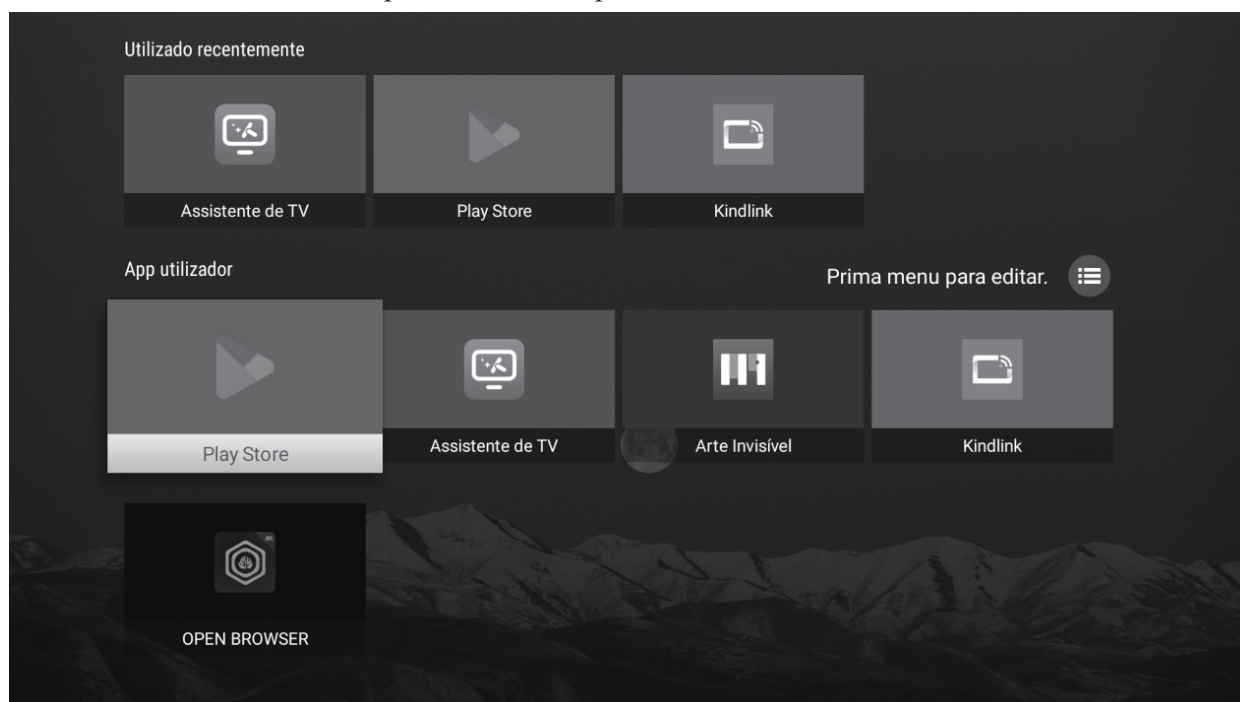 Utilizado recentemente
Assistente de TV
Play Store
Kindlink
App utilizador
Prima menu para editar.
Play Store
Assistente de TV
Arte Invisível
Kindlink
OPEN BROWSER